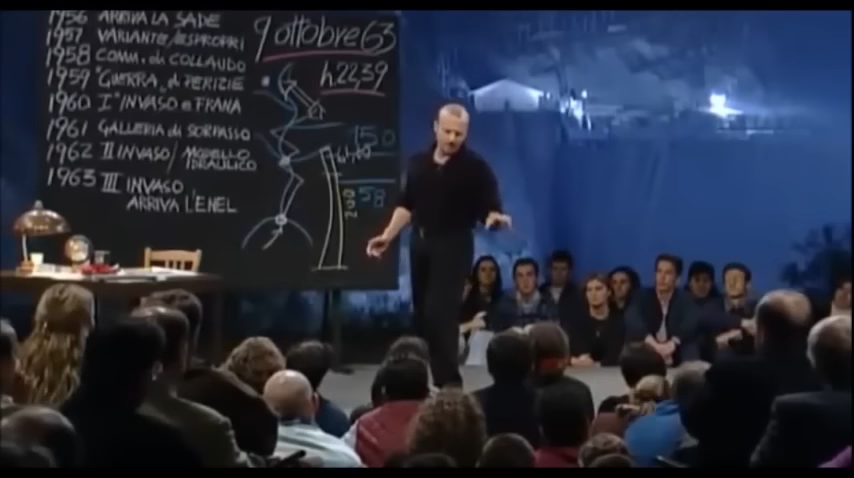 1956 ARRIVA LA SADE
1957 VARIANTE/ESPROPRI
1958 COMM. di COLLAUDO
1959 "GUERRA" di PERIZIE
1960 I° INVASO e FRANA
1961 GALLERIA di SORPASSO
1962 II INVASO/MODELLO
IDRAULICO
1963 III INVASO
ARRIVA L'ENEL
9 ottobre 63
h 22,39
150
58
200